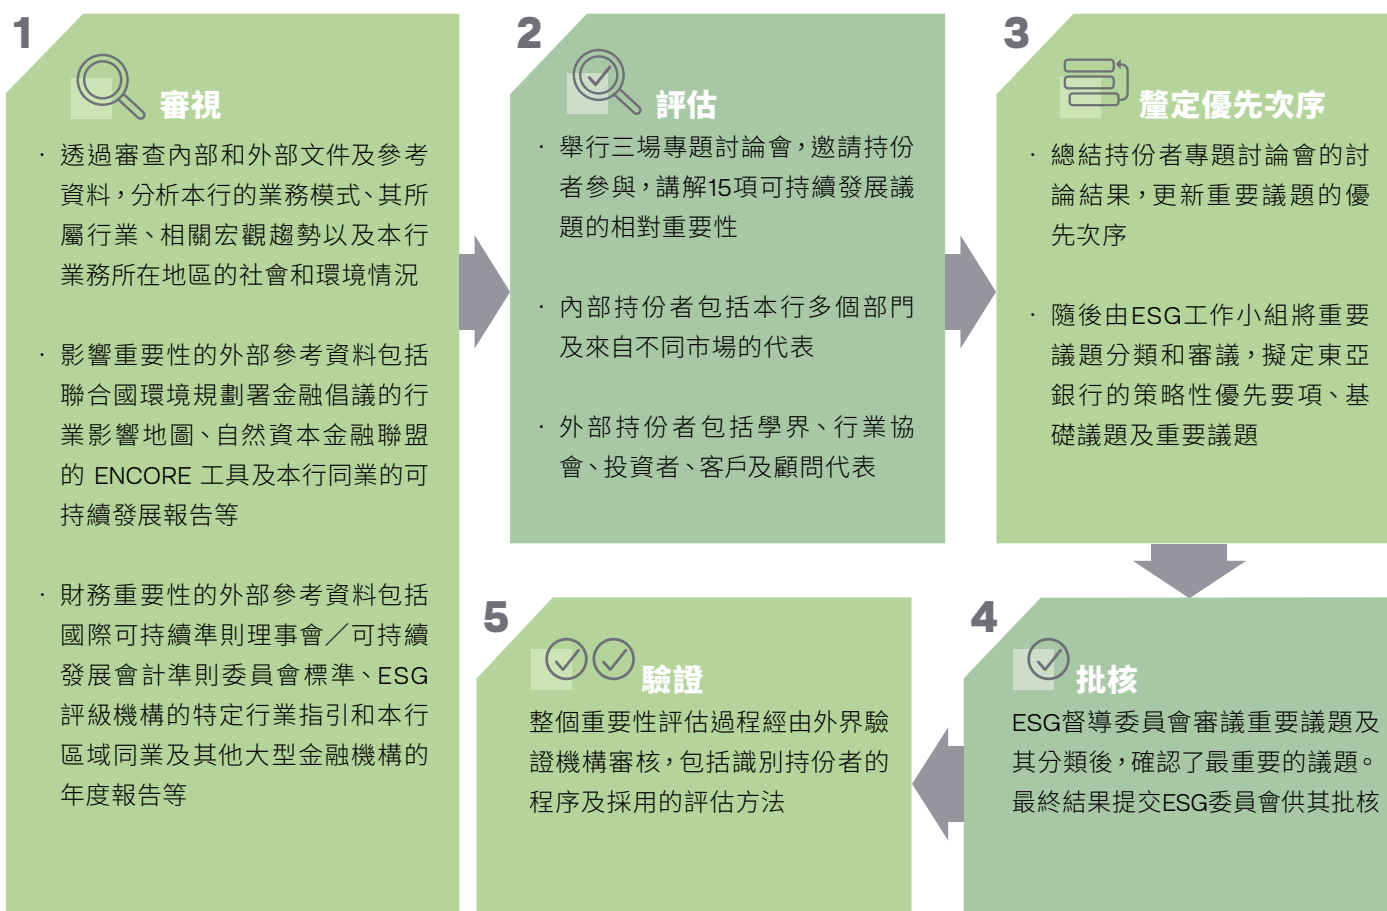 1
審視
· 透過審查內部和外部文件及參考
資料，分析本行的業務模式、其所
屬行業、相關宏觀趨勢以及本行
業務所在地區的社會和環境情況
· 影響重要性的外部參考資料包括
聯合國環境規劃署金融倡議的行
業影響地圖、自然資本金融聯盟
的 ENCORE 工具及本行同業的可
持續發展報告等
· 財務重要性的外部參考資料包括
國際可持續準則理事會／可持續
發展會計準則委員會標準、ESG
評級機構的特定行業指引和本行
區域同業及其他大型金融機構的
年度報告等
2
評估
· 舉行三場專題討論會，邀請持份
者參與，講解15項可持續發展議
題的相對重要性
· 內部持份者包括本行多個部門
及來自不同市場的代表
· 外部持份者包括學界、行業協
會、投資者、客戶及顧問代表
3
釐定優先次序
· 總結持份者專題討論會的討
論結果，更新重要議題的優
先次序
· 隨後由ESG工作小組將重要
議題分類和審議，擬定東亞
銀行的策略性優先要項、基
礎議題及重要議題
4
批核
ESG督導委員會審議重要議題及
其分類後，確認了最重要的議題。
最終結果提交ESG委員會供其批核
5
驗證
整個重要性評估過程經由外界驗
證機構審核，包括識別持份者的
程序及採用的評估方法